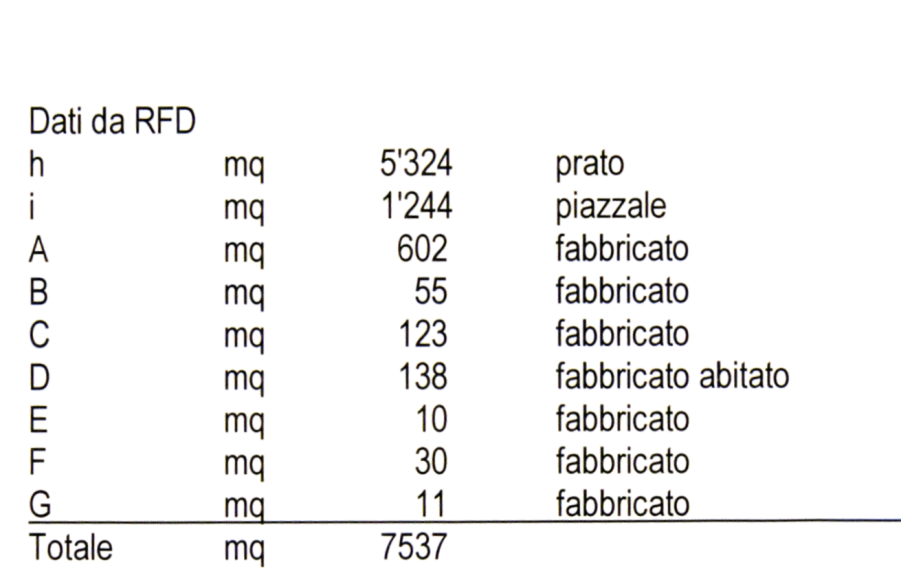 Dati da RFD
h mq 5'324 prato
i mq 1'244 piazzale
A mq 602 fabbricato
B mq 55 fabbricato
C mq 123 fabbricato
D mq 138 fabbricato abitato
E mq 10 fabbricato
F mq 30 fabbricato
G mq 11 fabbricato
Totale mq 7537